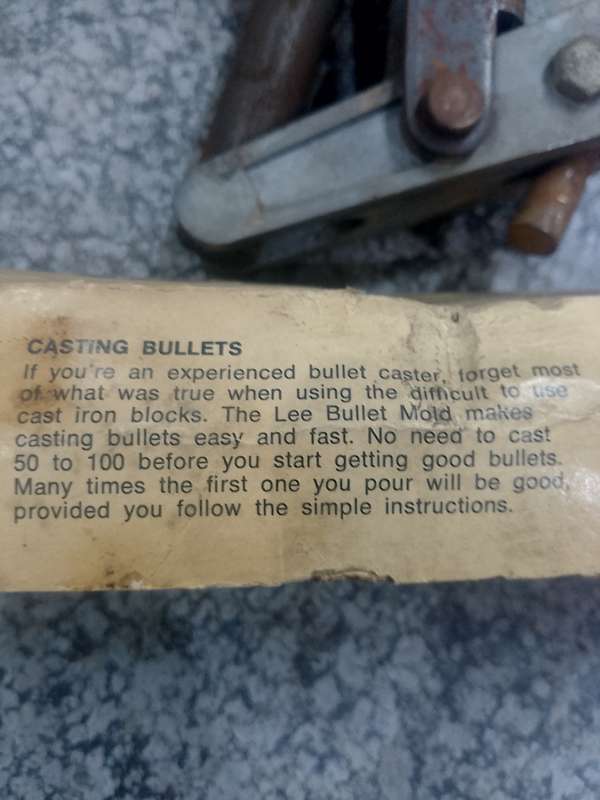 CASTING BULLETS
If you're an experienced bullet caster, forget most
of what was true when using the difficult to use
cast iron blocks. The Lee Bullet Mold makes
casting bullets easy and fast. No need to cast
50 to 100 before you start getting good bullets.
Many times the first one you pour will be good,
provided you follow the simple instructions.